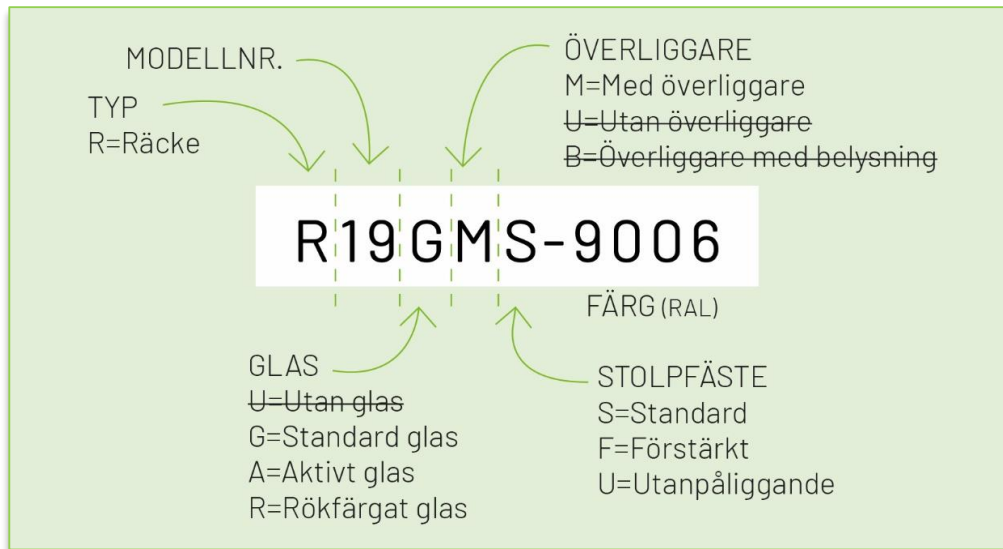 MODELLNR.
TYP
R=Räcke
ÖVERLIGGARE
M=Med överliggare
U=Utan överliggare
B=Överliggare med belysning
R19GMS-9006
FÄRG (RAL)
GLAS
U=Utan glas
G=Standard glas
A=Aktivt glas
R=Rökfärgat glas
STOLPFÄSTE
S=Standard
F=Förstärkt
U=Utanpåliggande